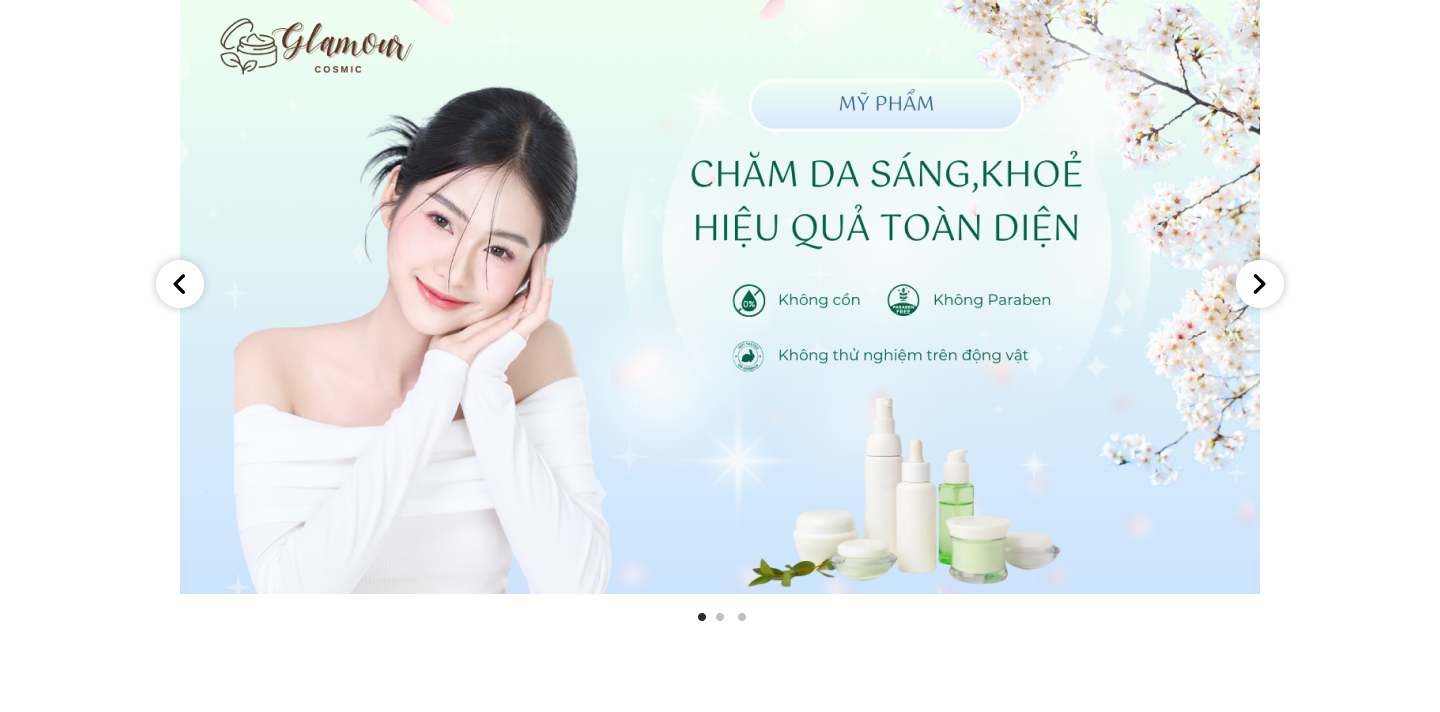 Glamour
COSMIC
MỸ PHẨM
CHĂM DA SÁNG,KHOẺ
HIỆU QUẢ TOÀN DIỆN
0%
Không cồn
PARABEN
FREE
Không Paraben
Không thử nghiệm trên động vật